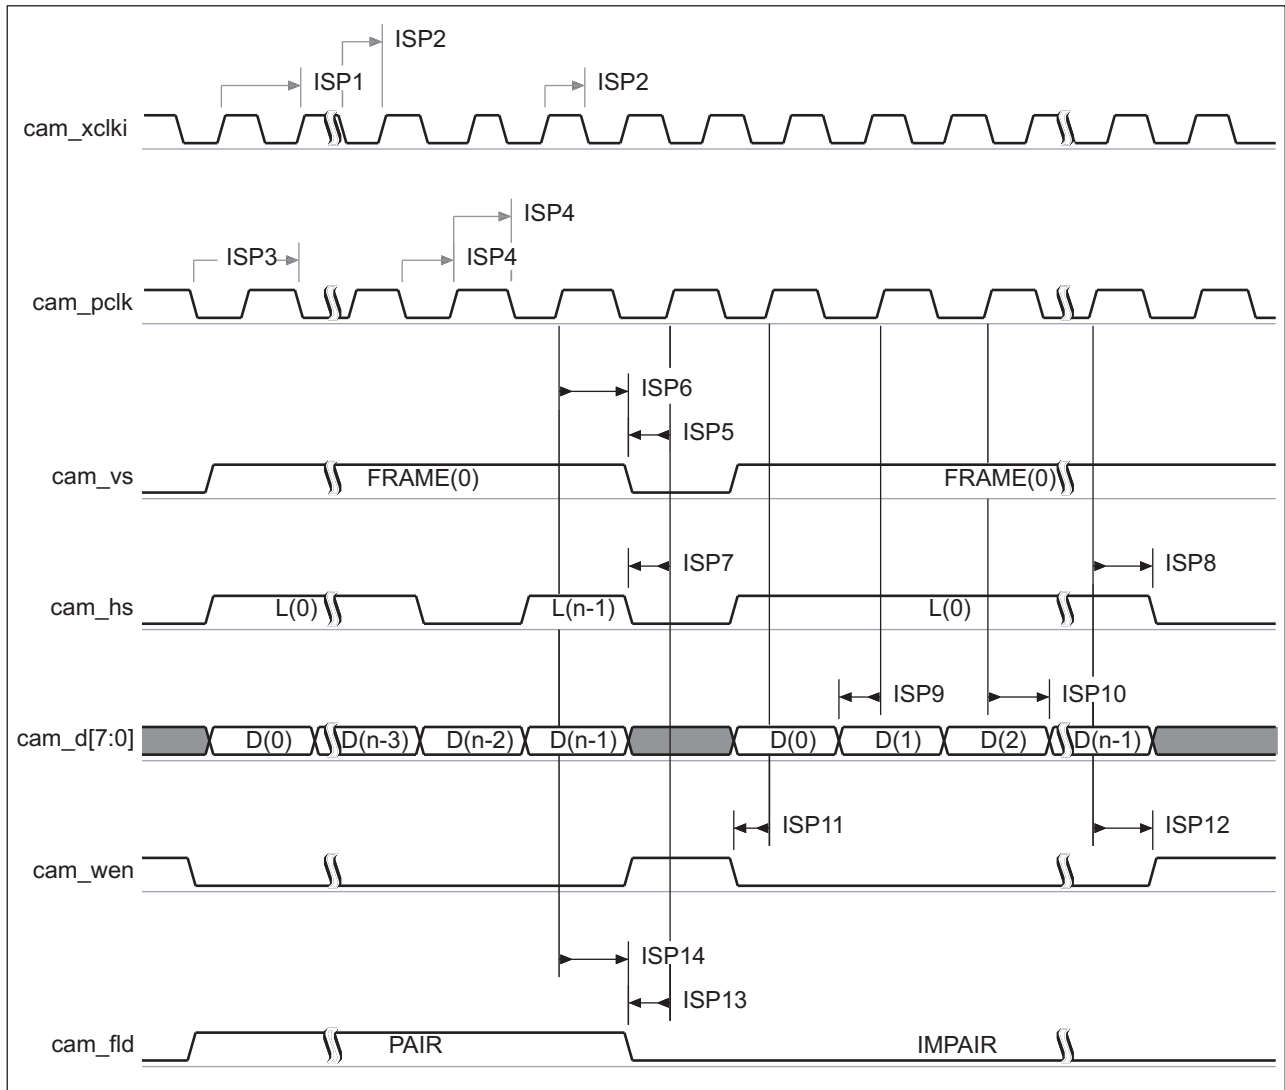 ISP2
ISP1 ISP2
cam_xclki
ISP4
ISP3 ISP4
cam_pclk
ISP6
ISP5
cam_vs FRAME(0) FRAME(0)
ISP7 ISP8
cam_hs L(0) L(n-1) L(0)
ISP9 ISP10
cam_d[7:0] D(0) D(n-3) D(n-2) D(n-1) D(0) D(1) D(2) D(n-1)
ISP11 ISP12
cam_wen
ISP14
ISP13
cam_fld PAIR IMPAIR